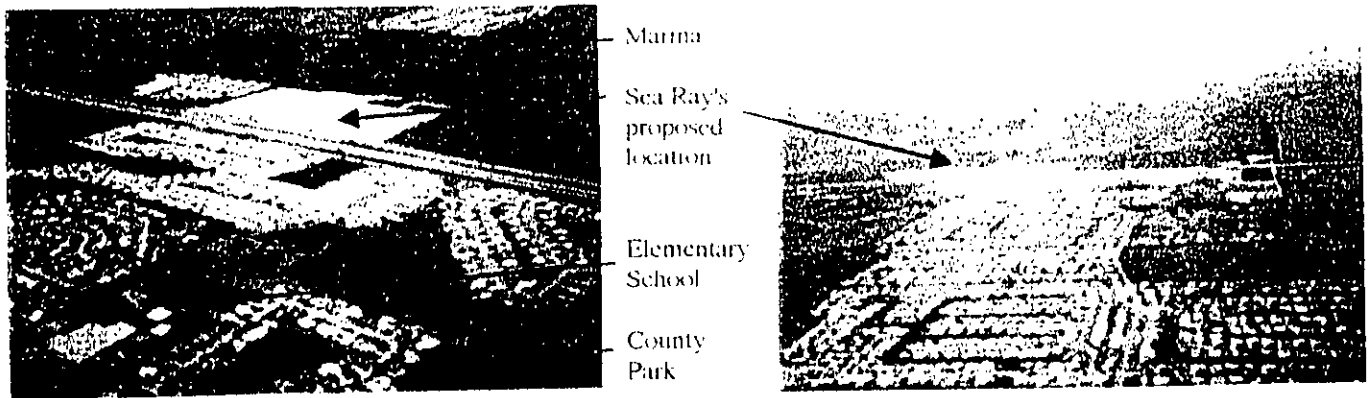 Marina
Sea Ray's
proposed
location
Elementary
School
County
Park